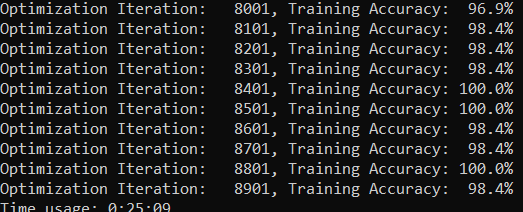 Optimization Iteration:   8001, Training Accuracy:  96.9%
Optimization Iteration:   8101, Training Accuracy:  98.4%
Optimization Iteration:   8201, Training Accuracy:  98.4%
Optimization Iteration:   8301, Training Accuracy:  98.4%
Optimization Iteration:   8401, Training Accuracy: 100.0%
Optimization Iteration:   8501, Training Accuracy: 100.0%
Optimization Iteration:   8601, Training Accuracy:  98.4%
Optimization Iteration:   8701, Training Accuracy:  98.4%
Optimization Iteration:   8801, Training Accuracy: 100.0%
Optimization Iteration:   8901, Training Accuracy:  98.4%
Time usage: 0:25:09